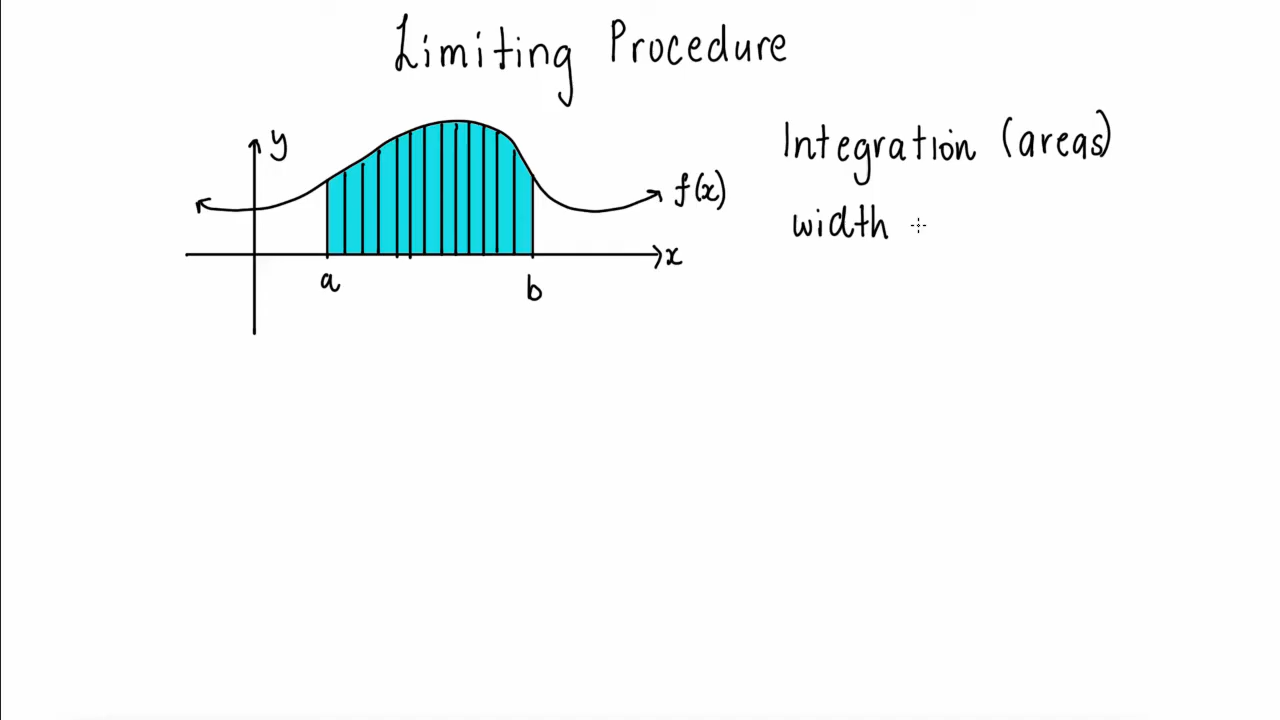 Limiting Procedure
y
Integration (areas)
f(x)
width
x
a
b